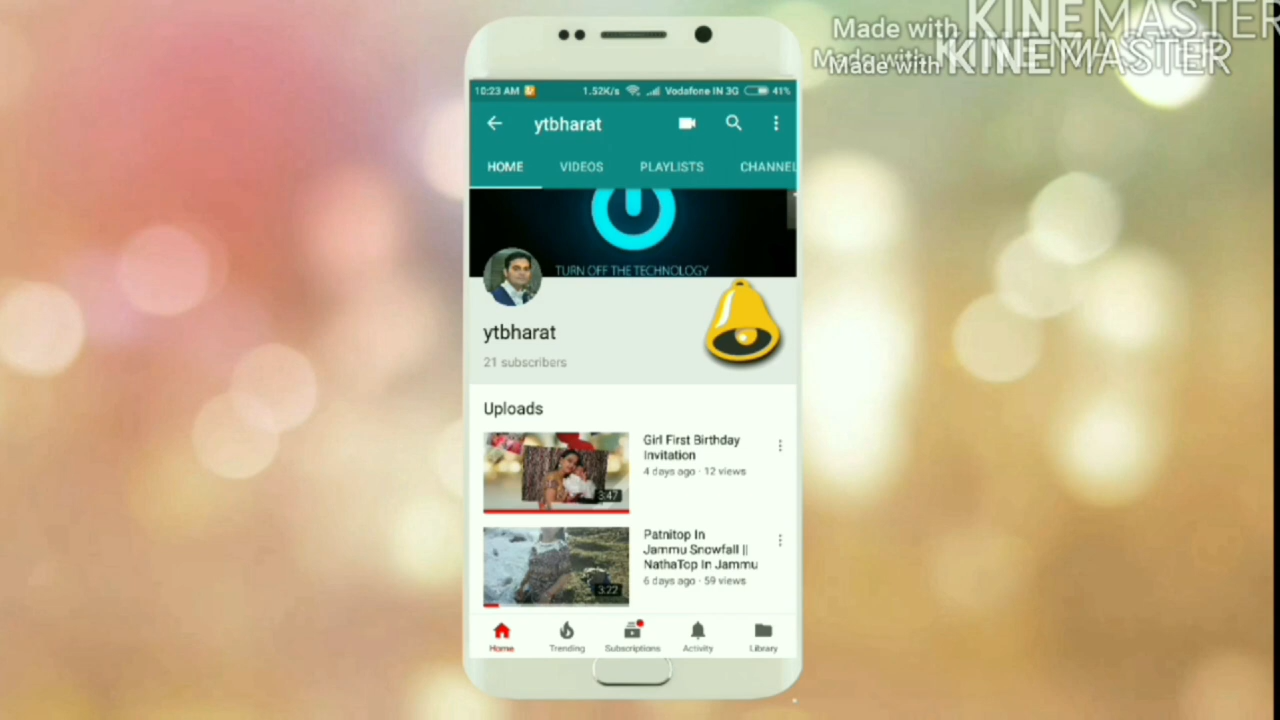 Made with KINEMASTER
Made with
Made with KINEMASTER
10:23 AM 1.52K/s Vodafone IN 3G 41%
ytbharat
HOME VIDEOS PLAYLISTS CHANNEL
TURN OFF THE TECHNOLOGY
ytbharat
21 subscribers
Uploads
Girl First Birthday
Invitation
4 days ago · 12 views
3:47
Patnitop In
Jammu Snowfall ||
NathaTop In Jammu
6 days ago · 59 views
3:22
Home Trending Subscriptions Activity Library